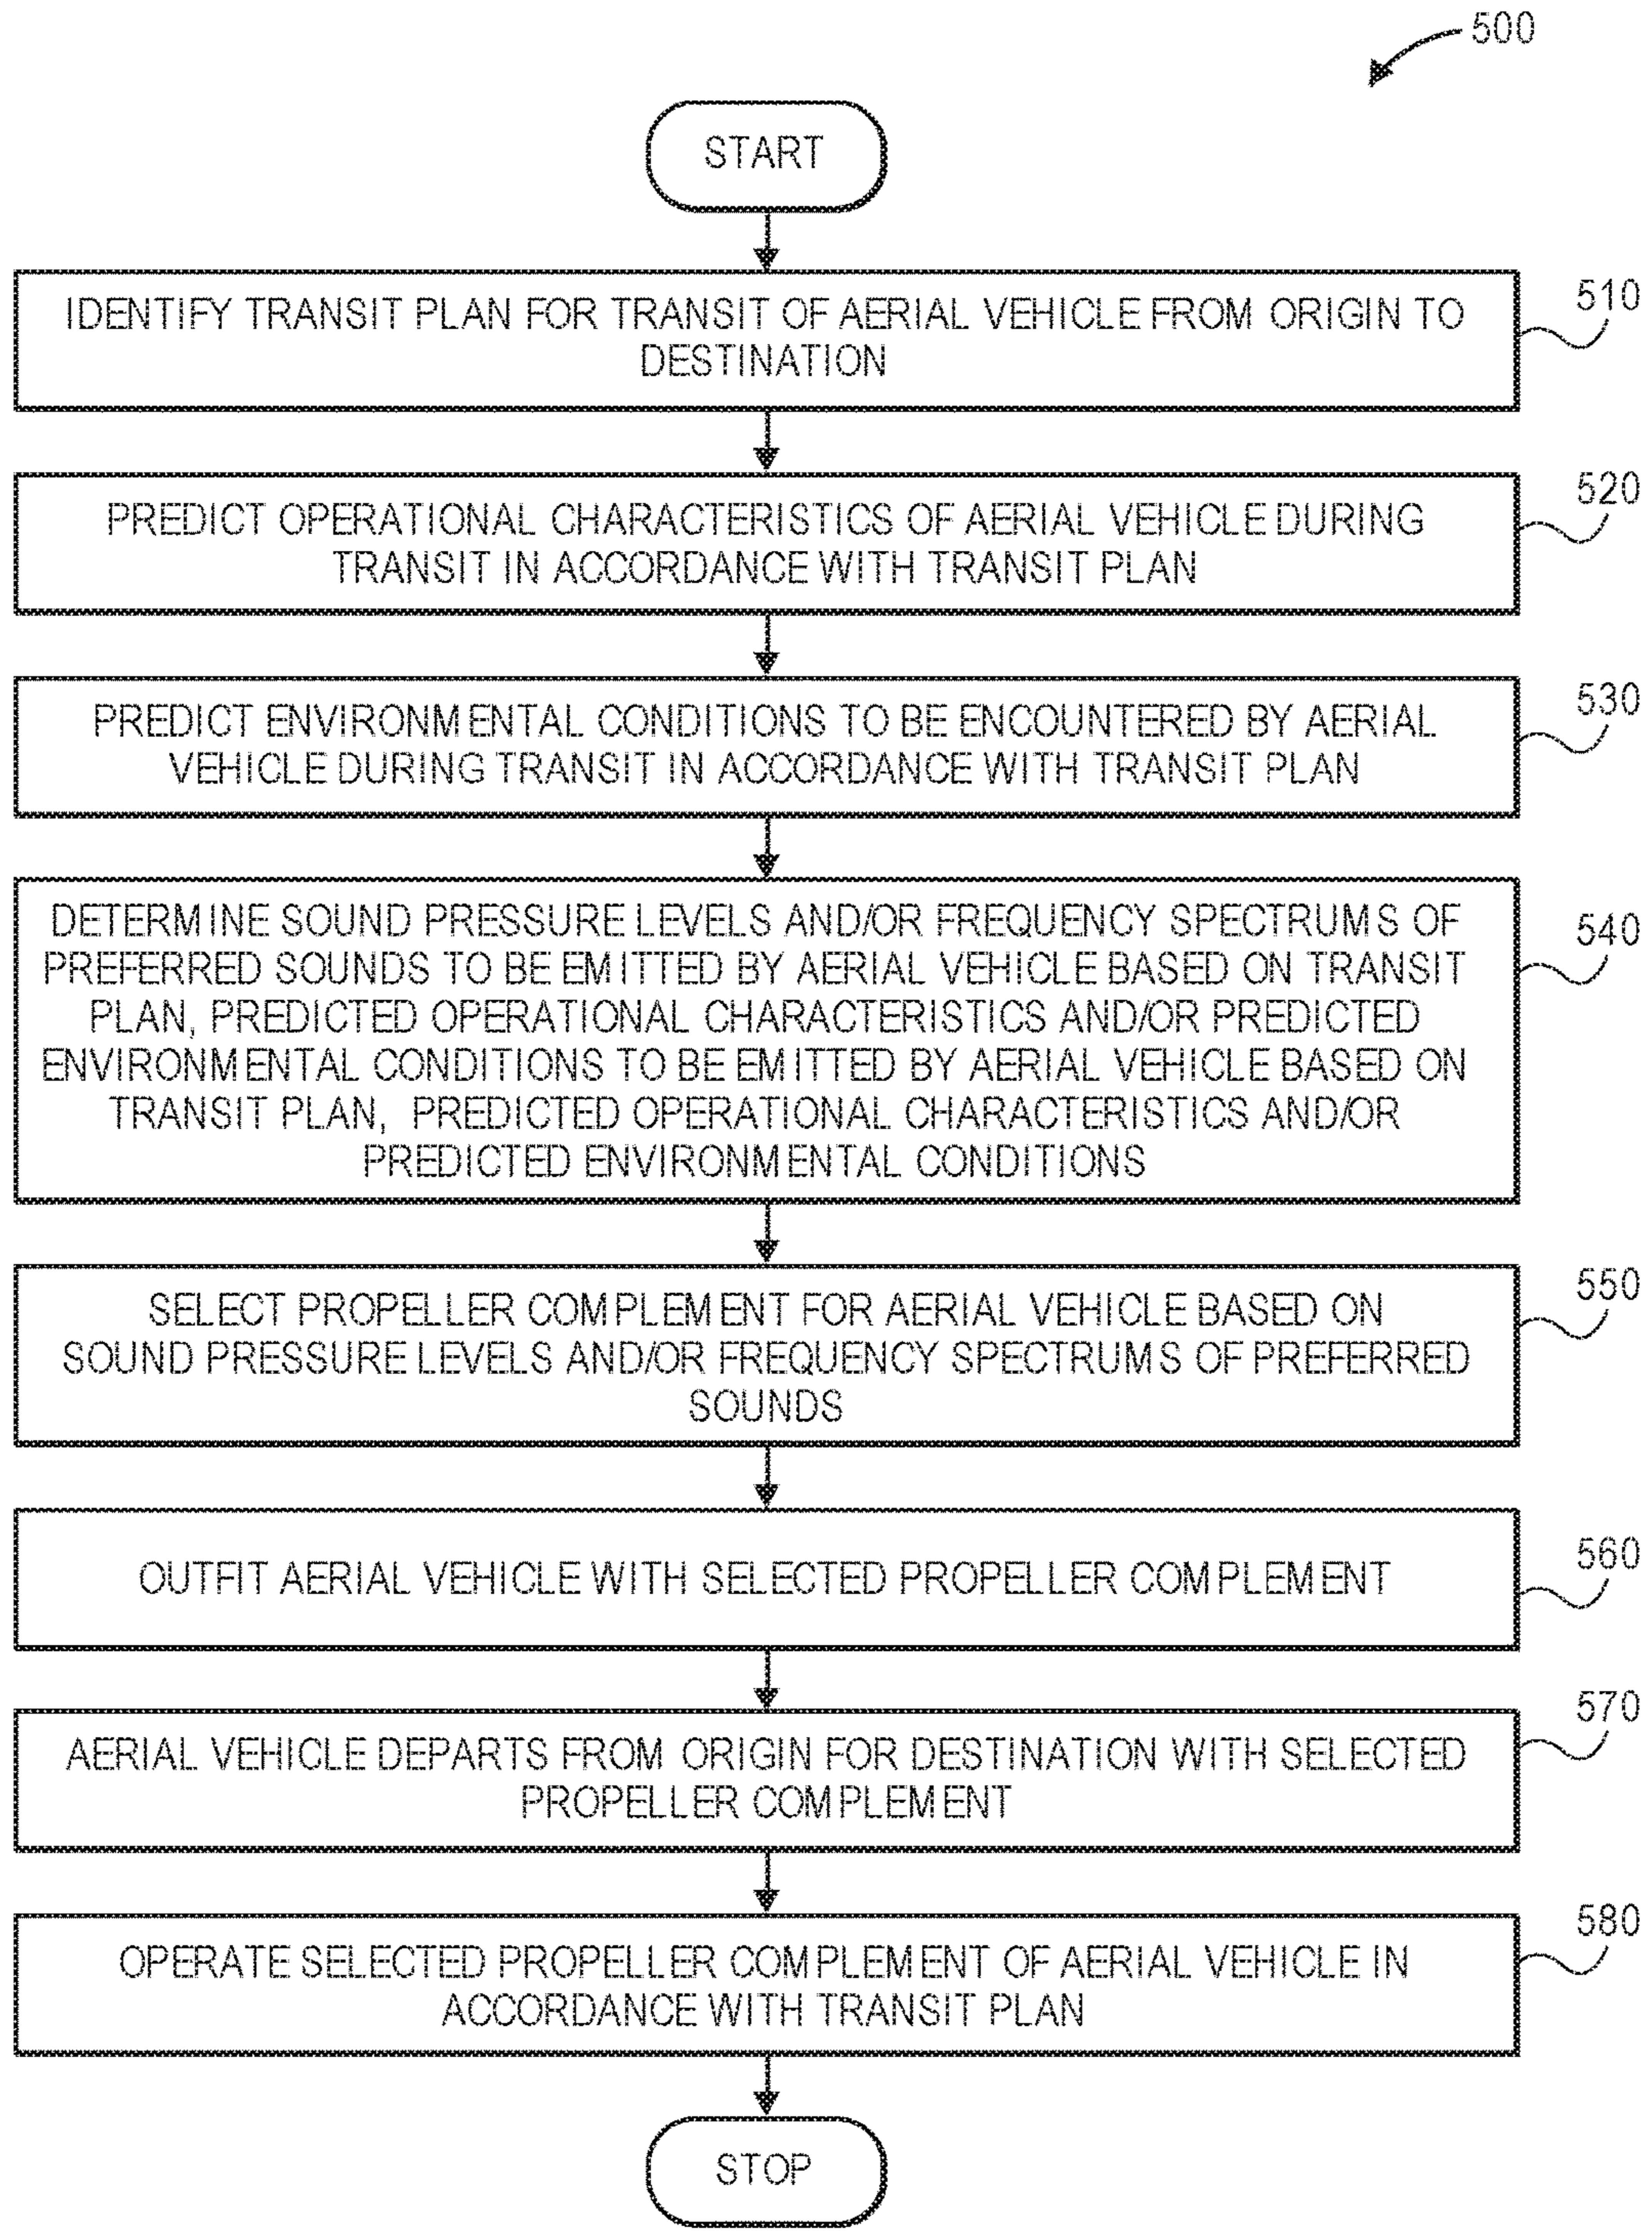 500
START
IDENTIFY TRANSIT PLAN FOR TRANSIT OF AERIAL VEHICLE FROM ORIGIN TO
DESTINATION
510
PREDICT OPERATIONAL CHARACTERISTICS OF AERIAL VEHICLE DURING
TRANSIT IN ACCORDANCE WITH TRANSIT PLAN
520
PREDICT ENVIRONMENTAL CONDITIONS TO BE ENCOUNTERED BY AERIAL
VEHICLE DURING TRANSIT IN ACCORDANCE WITH TRANSIT PLAN
530
DETERMINE SOUND PRESSURE LEVELS AND/OR FREQUENCY SPECTRUMS OF
PREFERRED SOUNDS TO BE EMITTED BY AERIAL VEHICLE BASED ON TRANSIT
PLAN, PREDICTED OPERATIONAL CHARACTERISTICS AND/OR PREDICTED
ENVIRONMENTAL CONDITIONS TO BE EMITTED BY AERIAL VEHICLE BASED ON
TRANSIT PLAN, PREDICTED OPERATIONAL CHARACTERISTICS AND/OR
PREDICTED ENVIRONMENTAL CONDITIONS
540
SELECT PROPELLER COMPLEMENT FOR AERIAL VEHICLE BASED ON
SOUND PRESSURE LEVELS AND/OR FREQUENCY SPECTRUMS OF PREFERRED
SOUNDS
550
OUTFIT AERIAL VEHICLE WITH SELECTED PROPELLER COMPLEMENT
560
AERIAL VEHICLE DEPARTS FROM ORIGIN FOR DESTINATION WITH SELECTED
PROPELLER COMPLEMENT
570
OPERATE SELECTED PROPELLER COMPLEMENT OF AERIAL VEHICLE IN
ACCORDANCE WITH TRANSIT PLAN
580
STOP